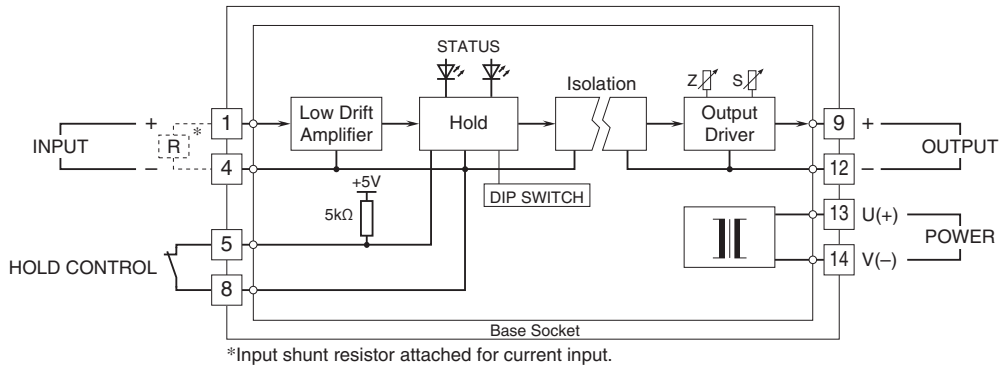 STATUS
Isolation
Z
S
INPUT
+
R
*
−
1
4
Low Drift
Amplifier
Hold
Output
Driver
9
+
12
−
OUTPUT
+5V
5kΩ
DIP SWITCH
HOLD CONTROL
5
8
13
U(+)
14
V(−)
POWER
Base Socket
*Input shunt resistor attached for current input.